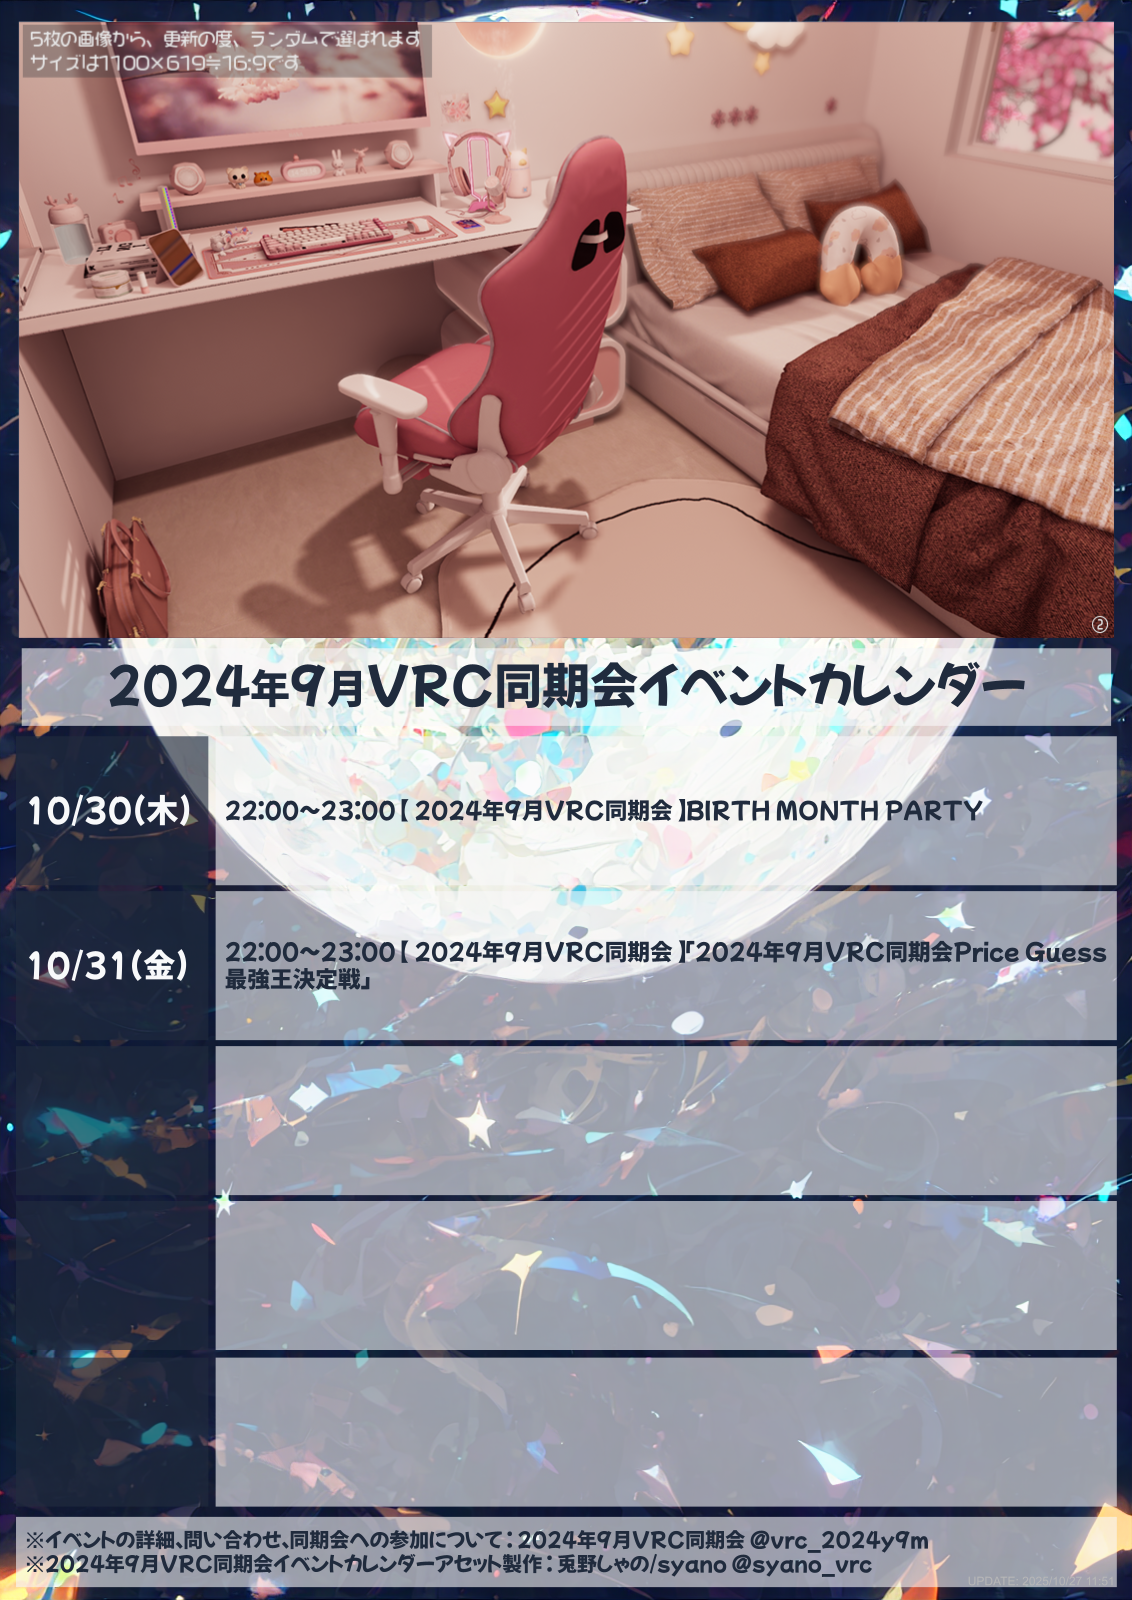 5枚の画像から、更新の度、ランダムで選ばれます
サイズは1100×619≒16:9です
②
2024年9月VRC同期会イベントカレンダー
10/30(木)
22:00～23:00【 2024年9月VRC同期会 】BIRTH MONTH PARTY
10/31(金)
22:00～23:00【 2024年9月VRC同期会 】『2024年9月VRC同期会Price Guess
最強王決定戦』
※イベントの詳細、問い合わせ、同期会への参加について：2024年9月VRC同期会 @vrc_2024y9m
※2024年9月VRC同期会イベントカレンダーアセット製作：兎野しゃの/syano @syano_vrc
UPDATE: 2025/10/27 11:51